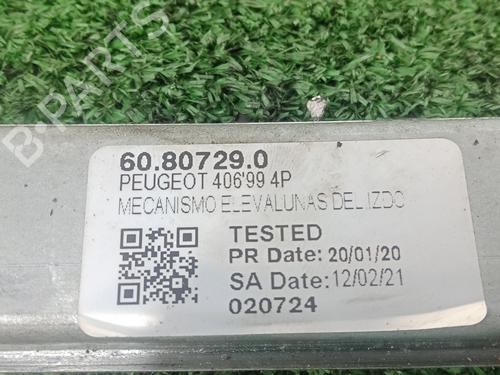 B-PARTS
60.80729.0
PEUGEOT 406'99 4P
MECANISMO ELEVALUNAS DEL IZDO
TESTED
PR Date: 20/01/20
SA Date: 12/02/21
020724